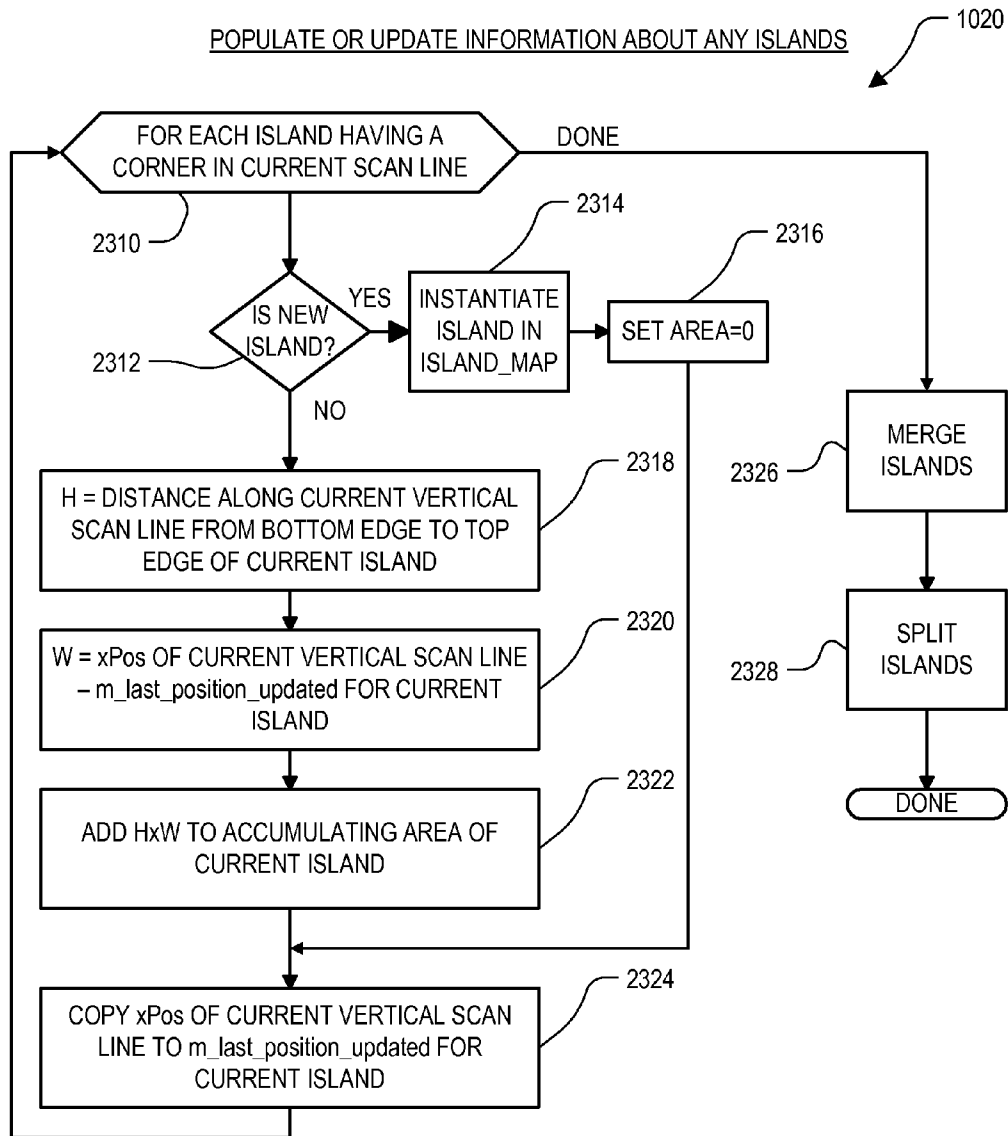 1020
POPULATE OR UPDATE INFORMATION ABOUT ANY ISLANDS
FOR EACH ISLAND HAVING A
CORNER IN CURRENT SCAN LINE
DONE
2310
2314
2316
IS NEW
ISLAND?
YES
INSTANTIATE
ISLAND IN
ISLAND_MAP
SET AREA=0
2312
NO
2318
H = DISTANCE ALONG CURRENT VERTICAL
SCAN LINE FROM BOTTOM EDGE TO TOP
EDGE OF CURRENT ISLAND
2320
W = xPos OF CURRENT VERTICAL SCAN LINE
– m_last_position_updated FOR CURRENT
ISLAND
2322
ADD HxW TO ACCUMULATING AREA OF
CURRENT ISLAND
2324
COPY xPos OF CURRENT VERTICAL SCAN
LINE TO m_last_position_updated FOR
CURRENT ISLAND
MERGE
ISLANDS
2326
SPLIT
ISLANDS
2328
DONE